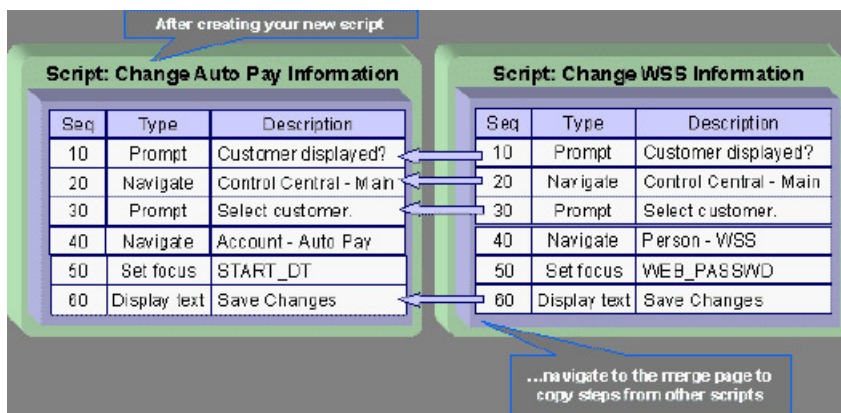 After creating your new script
Script: Change Auto Pay Information
Seq Type Description
10 Prompt Customer displayed?
20 Navigate Control Central - Main
30 Prompt Select customer.
40 Navigate Account - Auto Pay
50 Set focus START_DT
60 Display text Save Changes
Script: Change WSS Information
Seq Type Description
10 Prompt Customer displayed?
20 Navigate Control Central - Main
30 Prompt Select customer.
40 Navigate Person - WSS
50 Set focus WEB_PASSWD
60 Display text Save Changes
...navigate to the merge page to
copy steps from other scripts